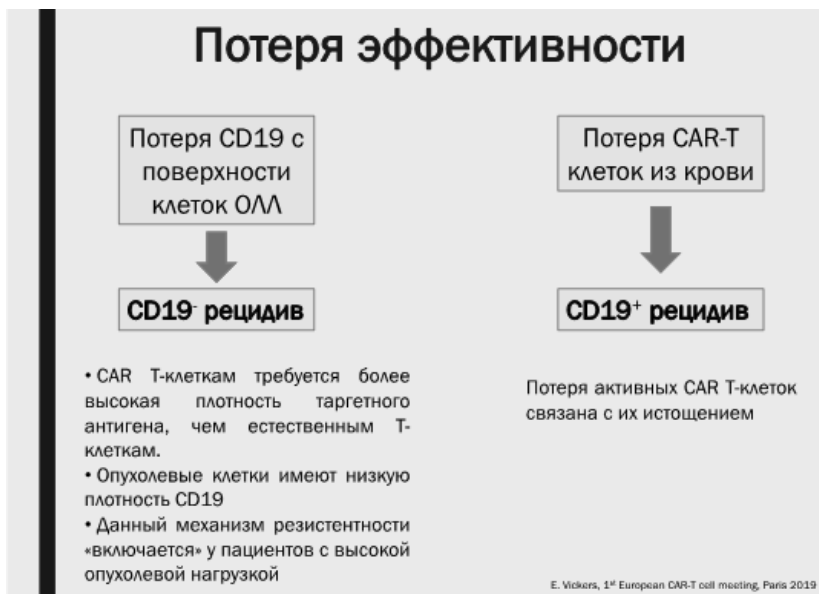 Потеря эффективности
Потеря CD19 с
поверхности
клеток ОЛЛ
CD19⁻ рецидив
• CAR Т-клеткам требуется более
высокая плотность таргетного
антигена, чем естественным Т-
клеткам.
• Опухолевые клетки имеют низкую
плотность CD19
• Данный механизм резистентности
«включается» у пациентов с высокой
опухолевой нагрузкой
Потеря CAR-T
клеток из крови
CD19⁺ рецидив
Потеря активных CAR Т-клеток
связана с их истощением
E. Vickers, 1ˢᵗ European CAR-T cell meeting, Paris 2019